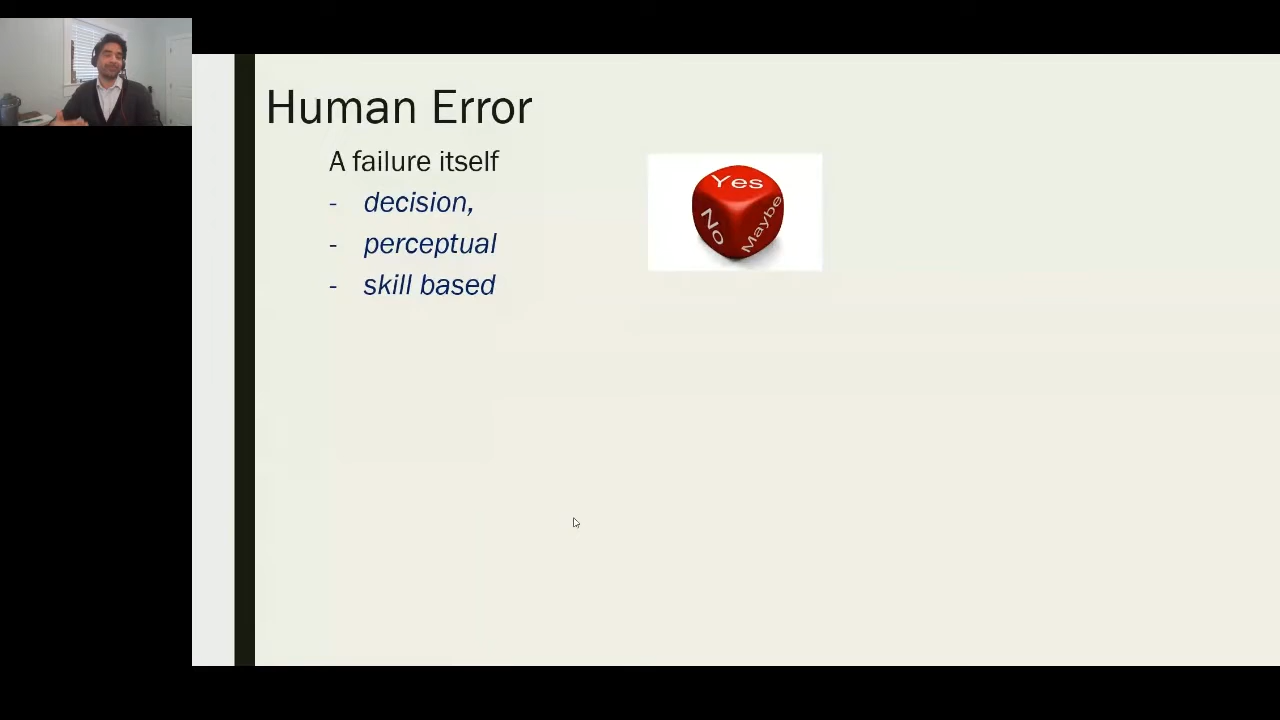 Human Error
A failure itself
- decision,
- perceptual
- skill based
Yes
No
Maybe